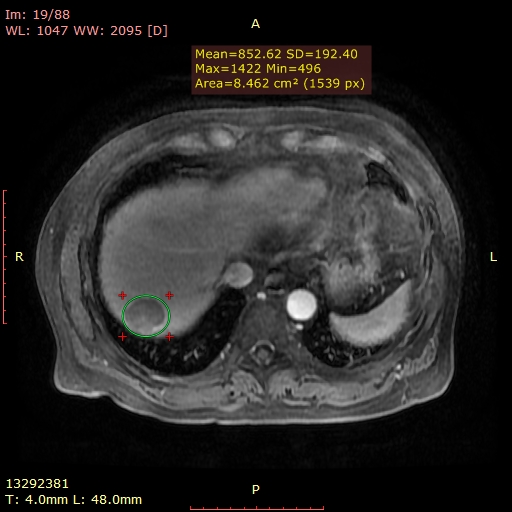 Im: 19/88
WL: 1047 WW: 2095 [D]
A
Mean=852.62 SD=192.40
Max=1422 Min=496
Area=8.462 cm² (1539 px)
R
L
13292381
T: 4.0mm L: 48.0mm
P